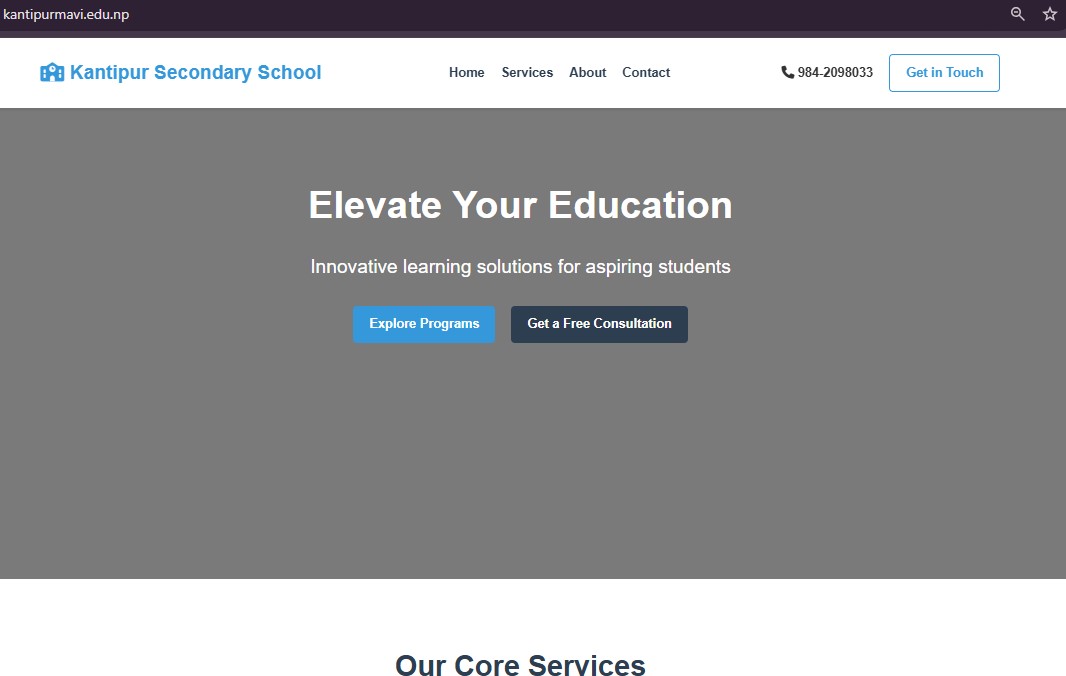 kantipurmavi.edu.np
Kantipur Secondary School
Home Services About Contact
984-2098033
Get in Touch
Elevate Your Education
Innovative learning solutions for aspiring students
Explore Programs
Get a Free Consultation
Our Core Services